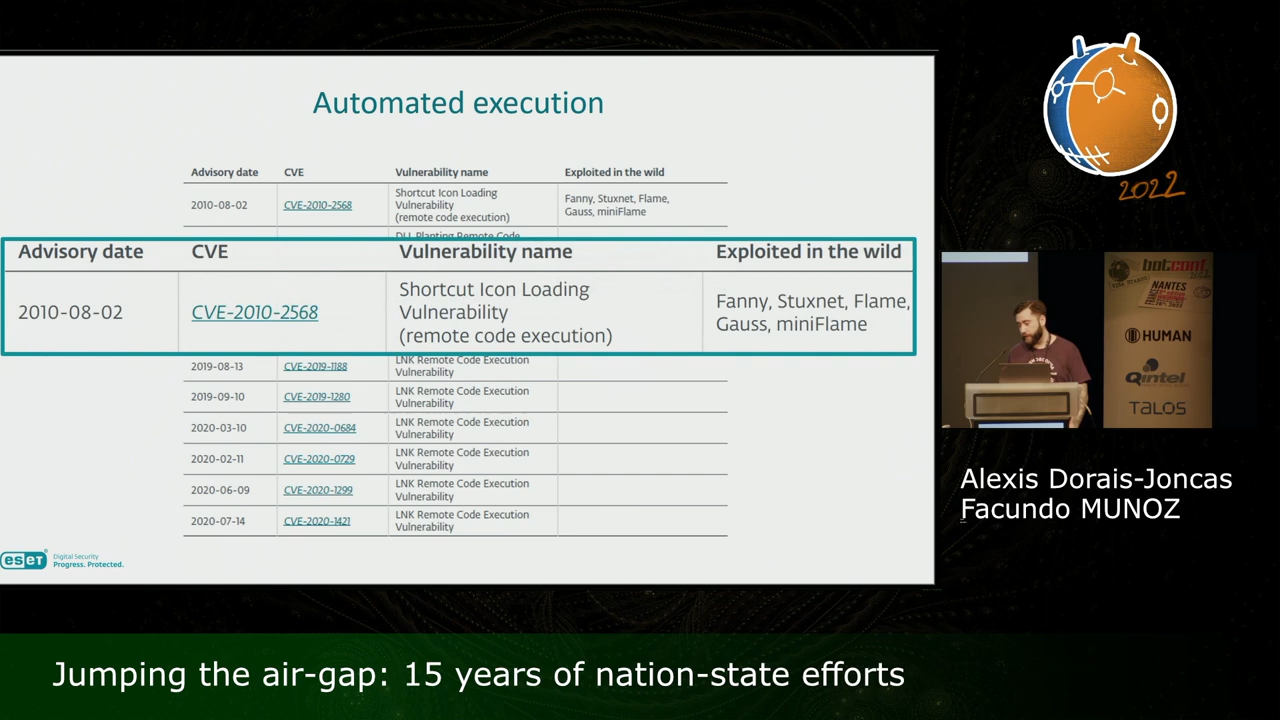 Automated execution
Advisory date CVE Vulnerability name Exploited in the wild
2010-08-02 CVE-2010-2568 Shortcut Icon Loading
Vulnerability
(remote code execution) Fanny, Stuxnet, Flame,
Gauss, miniFlame
DLL Planting Remote Code
Advisory date CVE Vulnerability name Exploited in the wild
2010-08-02 CVE-2010-2568 Shortcut Icon Loading
Vulnerability
(remote code execution) Fanny, Stuxnet, Flame,
Gauss, miniFlame
2019-08-13 CVE-2019-1188 LNK Remote Code Execution
Vulnerability
2019-09-10 CVE-2019-1280 LNK Remote Code Execution
Vulnerability
2020-03-10 CVE-2020-0684 LNK Remote Code Execution
Vulnerability
2020-02-11 CVE-2020-0729 LNK Remote Code Execution
Vulnerability
2020-06-09 CVE-2020-1299 LNK Remote Code Execution
Vulnerability
2020-07-14 CVE-2020-1421 LNK Remote Code Execution
Vulnerability
eseT
Digital Security
Progress. Protected.
2022
botconf
NANTES
HUMAN
Qintel
TALOS
Alexis Dorais-Joncas
Facundo MUNOZ
Jumping the air-gap: 15 years of nation-state efforts